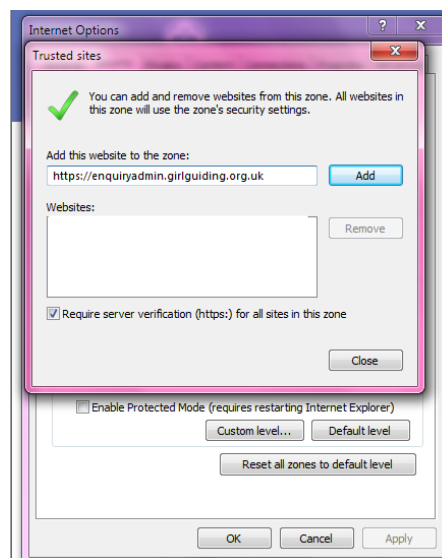 Internet Options
Trusted sites
You can add and remove websites from this zone. All websites in
this zone will use the zone's security settings.
Add this website to the zone:
https://enquiryadmin.girlguiding.org.uk
Add
Websites:
Remove
Require server verification (https:) for all sites in this zone
Close
Enable Protected Mode (requires restarting Internet Explorer)
Custom level...
Default level
Reset all zones to default level
OK
Cancel
Apply